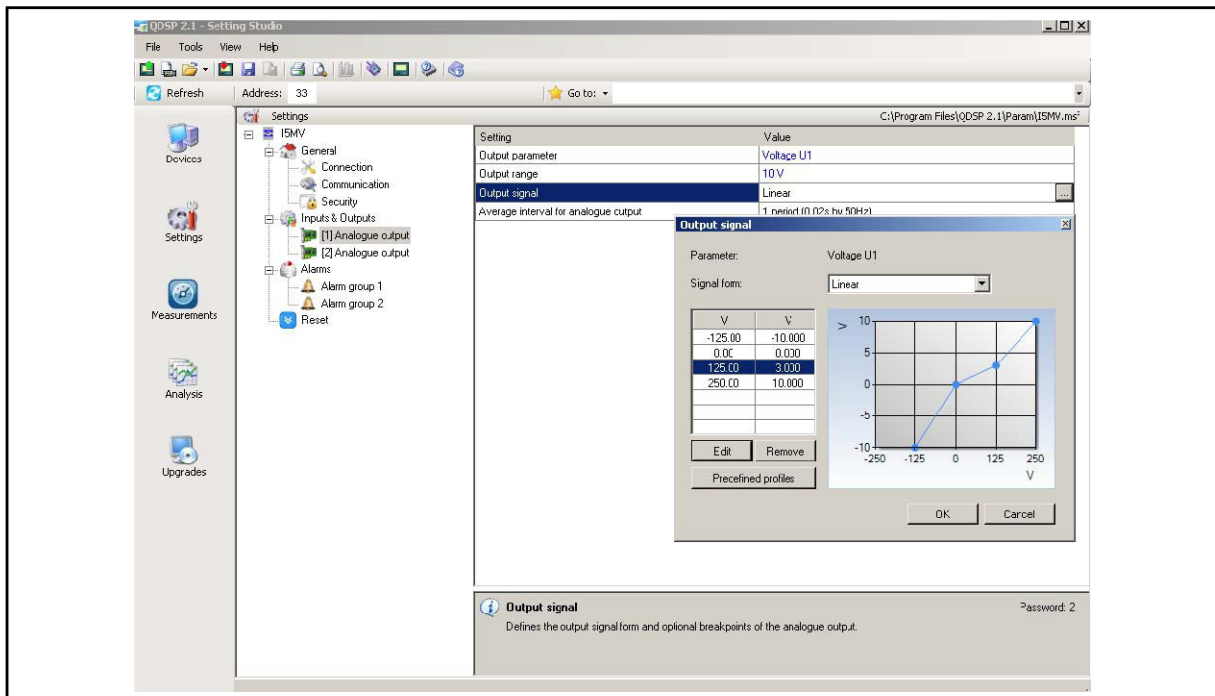 QDSP 2.1 - Setting Studio
File Tools View Help
Refresh Address: 33 Go to:
Settings C:\Program Files\QDSP 2.1\Param\I5MV.ms
Devices
Settings
Measurements
Analysis
Upgrades
I5MV
General
Connection
Communication
Security
Inputs & Outputs
[1] Analogue output
[2] Analogue output
Alarms
Alarm group 1
Alarm group 2
Reset
Setting Value
Output parameter Voltage U1
Output range 10 V
Output signal Linear ...
Average interval for analogue output 1 period (0.02s by 50Hz)
Output signal
Parameter: Voltage U1
Signal form: Linear
V V
-125.00 -10.000
0.00 0.000
125.00 3.000
250.00 10.000
Edit Remove
Predefined profiles
V
10
5
0
-5
-10
-250 -125 0 125 250
V
OK Cancel
Output signal Password: 2
Defines the output signal form and optional breakpoints of the analogue output.